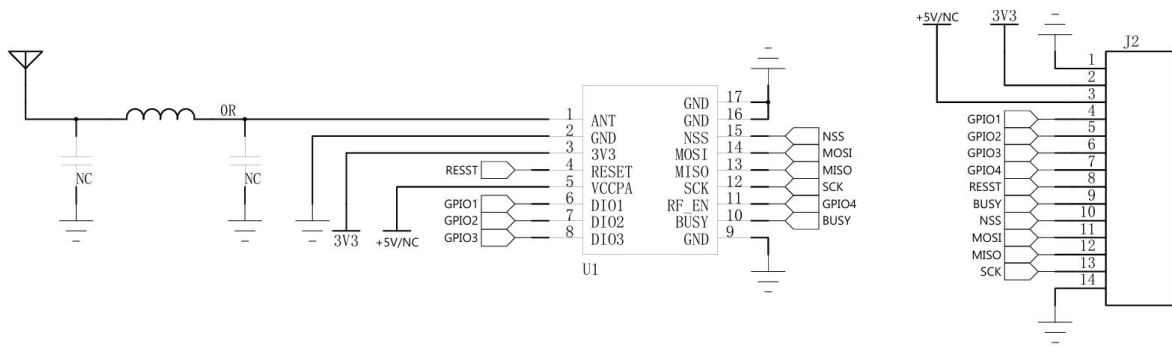 0R
NC
NC
RESST
GPIO1
GPIO2
GPIO3
3V3
+5V/NC
1 ANT
2 GND
3 3V3
4 RESET
5 VCCPA
6 DIO1
7 DIO2
8 DIO3
GND 17
GND 16
NSS 15 NSS
MOSI 14 MOSI
MISO 13 MISO
SCK 12 SCK
RF_EN 11 GPIO4
BUSY 10 BUSY
GND 9
U1
+5V/NC
3V3
J2
1
2
3
GPIO1 4
GPIO2 5
GPIO3 6
GPIO4 7
RESST 8
BUSY 9
NSS 10
MOSI 11
MISO 12
SCK 13
14